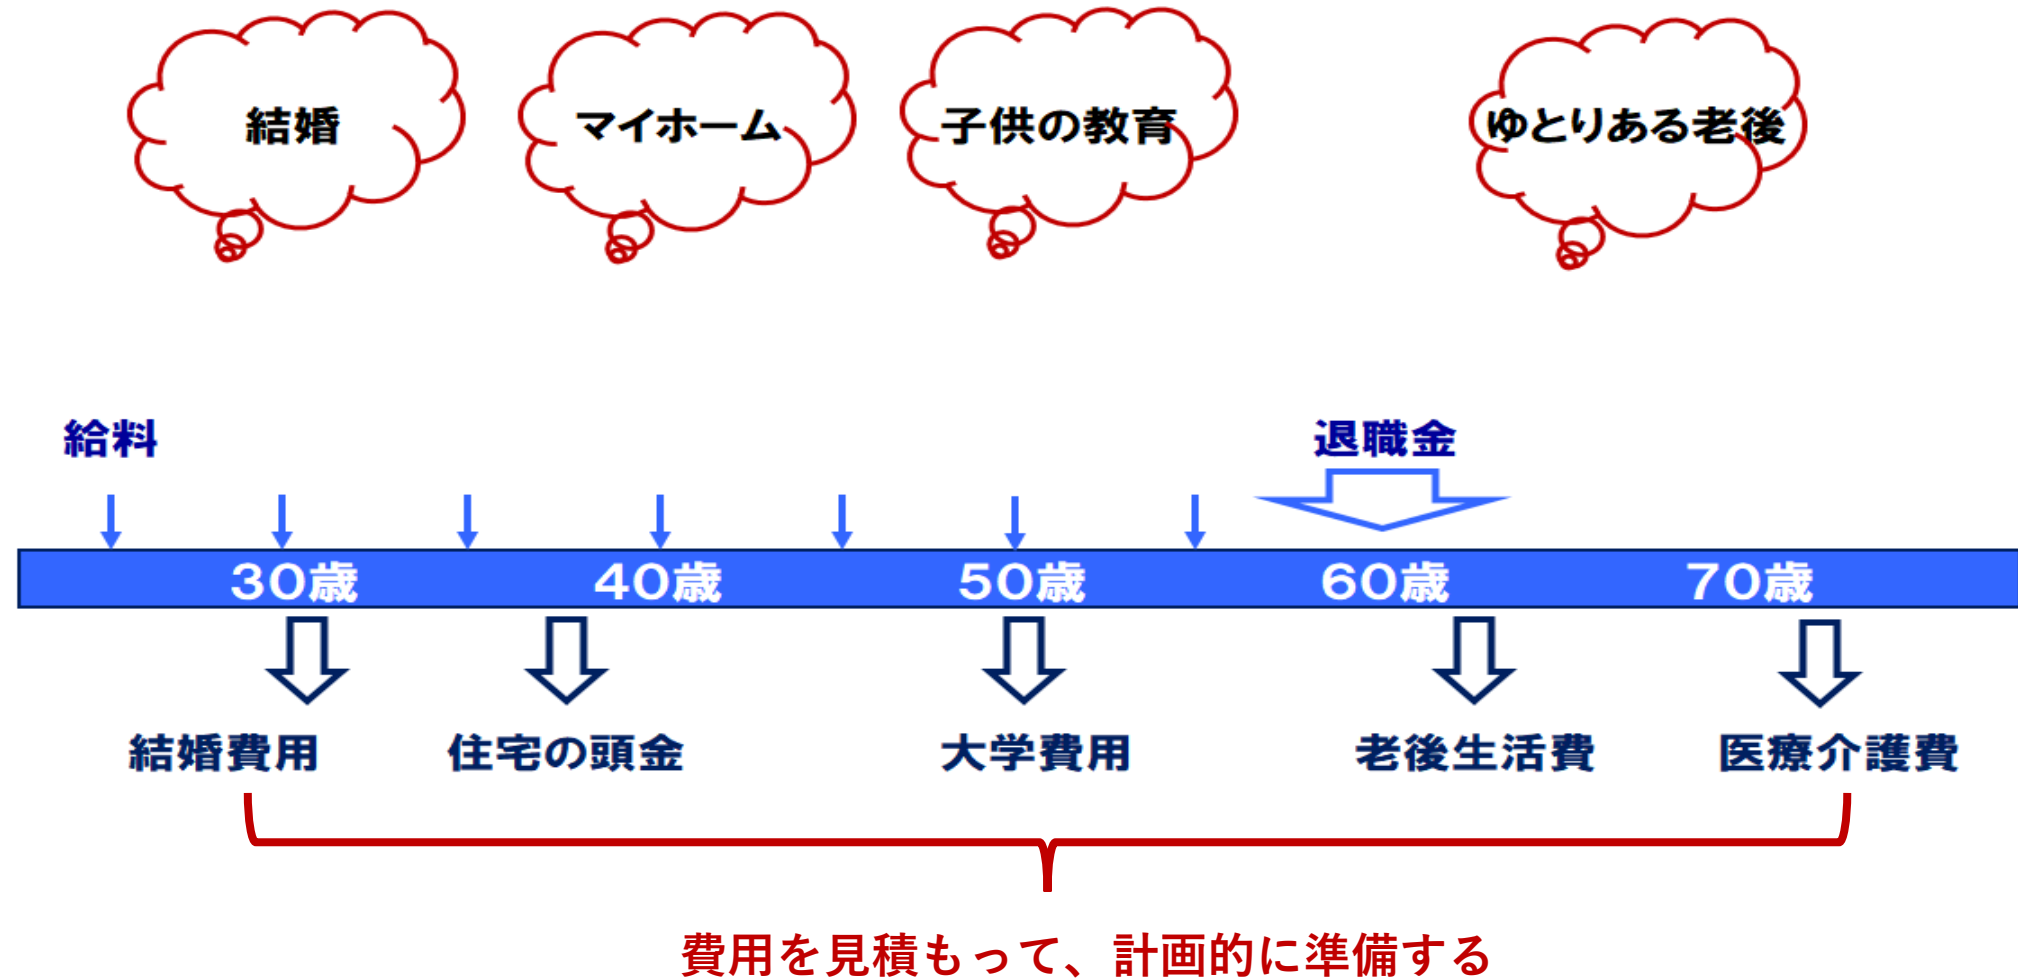 結婚
マイホーム
子供の教育
ゆとりある老後
給料
退職金
30歳
40歳
50歳
60歳
70歳
結婚費用
住宅の頭金
大学費用
老後生活費
医療介護費
費用を見積もって、計画的に準備する